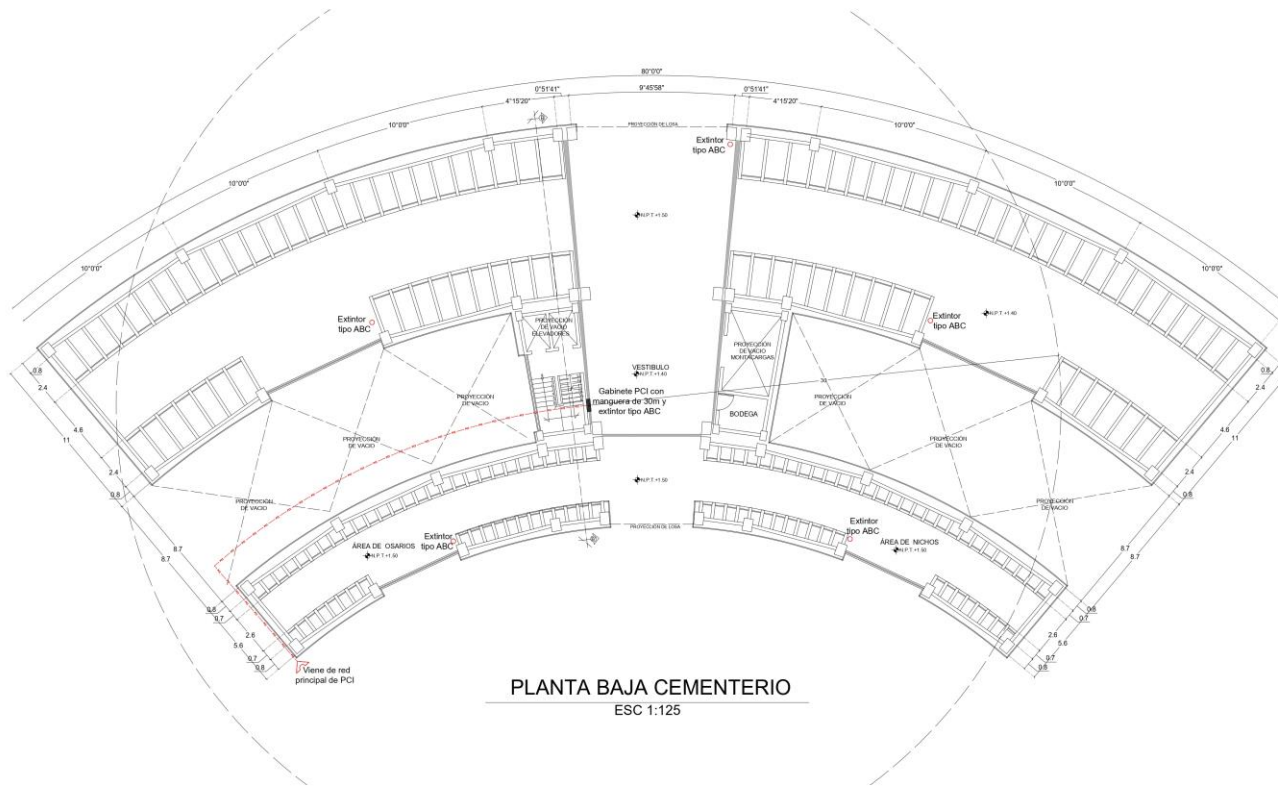 80°0'0"
0°51'41"
9°45'58"
0°51'41"
4°15'20"
4°15'20"
10°0'0"
10°0'0"
10°0'0"
10°0'0"
10°0'0"
10°0'0"
PROYECCIÓN DE LOSA
Extintor
tipo ABC
N.P.T.+1.50
Extintor
tipo ABC
PROYECCIÓN
DE VACIO
ELEVADORES
Extintor
tipo ABC
N.P.T.+1.40
PROYECCIÓN
DE VACIO
MONTACARGAS
VESTIBULO
N.P.T.+1.40
30
Gabinete PCI con
manguera de 30m y
extintor tipo ABC
BODEGA
PROYECCIÓN
DE VACIO
PROYECCIÓN
DE VACIO
PROYECCIÓN
DE VACIO
PROYECCIÓN
DE VACIO
PROYECCIÓN
DE VACIO
PROYECCIÓN
DE VACIO
0.8
2.4
4.6
11
2.4
0.8
8.7
8.7
0.8
2.4
4.6
11
2.4
0.8
8.7
8.7
N.P.T.+1.50
PROYECCIÓN DE LOSA
Extintor
tipo ABC
Extintor
tipo ABC
ÁREA DE OSARIOS
N.P.T.+1.50
ÁREA DE NICHOS
N.P.T.+1.50
0.8
0.7
2.6
5.6
0.7
0.8
0.8
0.7
2.6
5.6
0.7
0.8
Viene de red
principal de PCI
PLANTA BAJA CEMENTERIO
ESC 1:125